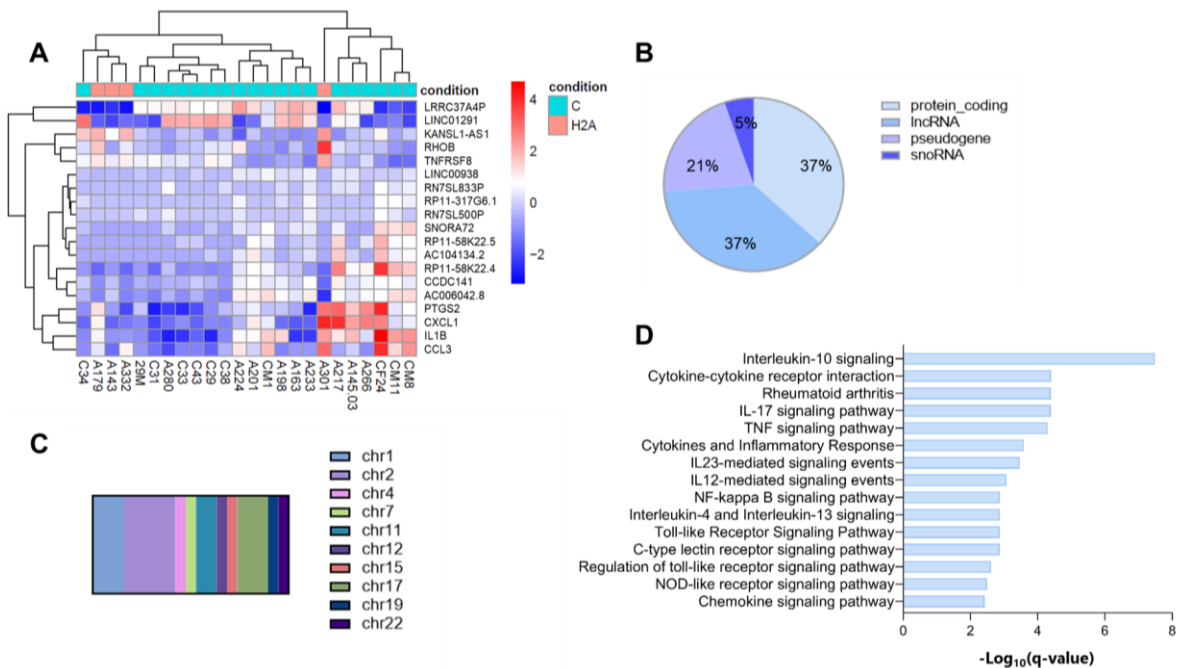 A
condition
LRRC37A4P
LINC01291
KANSL1-AS1
RHOB
TNFRSF8
LINC00938
RN7SL833P
RP11-317G6.1
RN7SL500P
SNORA72
RP11-58K22.5
AC104134.2
RP11-58K22.4
CCDC141
AC006042.8
PTGS2
CXCL1
IL1B
CCL3
C34
A179
A143
A332
29M
C31
A280
C33
C43
C29
C38
A224
A201
CM1
A198
A163
A233
A301
A217
A145.03
A266
CF24
CM11
CM8
4
2
0
−2
condition
C
H2A
B
37%
37%
21%
5%
protein_coding
lncRNA
pseudogene
snoRNA
C
chr1
chr2
chr4
chr7
chr11
chr12
chr15
chr17
chr19
chr22
D
Interleukin-10 signaling
Cytokine-cytokine receptor interaction
Rheumatoid arthritis
IL-17 signaling pathway
TNF signaling pathway
Cytokines and Inflammatory Response
IL23-mediated signaling events
IL12-mediated signaling events
NF-kappa B signaling pathway
Interleukin-4 and Interleukin-13 signaling
Toll-like Receptor Signaling Pathway
C-type lectin receptor signaling pathway
Regulation of toll-like receptor signaling pathway
NOD-like receptor signaling pathway
Chemokine signaling pathway
0 2 4 6 8
-Log10(q-value)